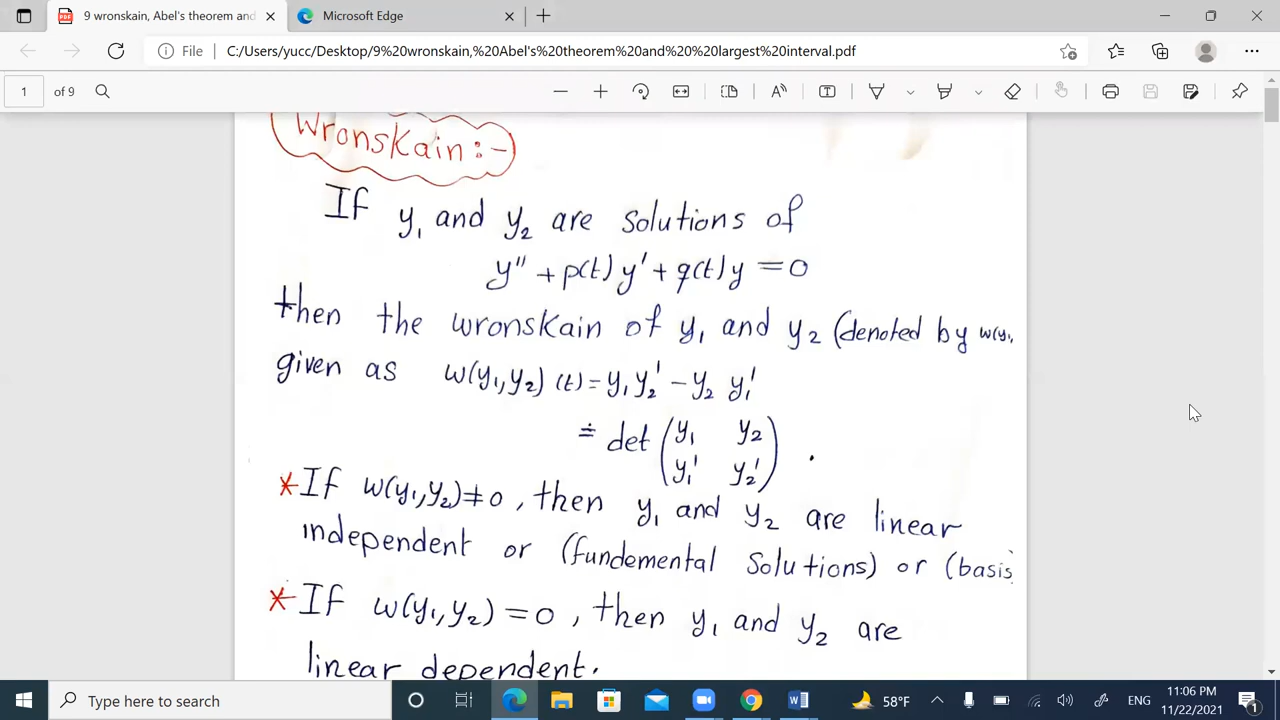 9 wronskain, Abel's theorem and
Microsoft Edge
File
C:/Users/yucc/Desktop/9%20wronskain,%20Abel's%20theorem%20and%20%20largest%20interval.pdf
1 of 9
Wronskain:-
If y₁ and y₂ are solutions of
y'' + p(t) y' + q(t) y = 0
then the wronskain of y₁ and y₂ (denoted by w(y₁,
given as w(y₁,y₂) (t) = y₁ y₂' - y₂ y₁'
≐ det (y₁ y₂
y₁' y₂') .
* If w(y₁,y₂) ≠ 0, then y₁ and y₂ are linear
independent or (fundemental Solutions) or (basis)
* If w(y₁,y₂) = 0, then y₁ and y₂ are
linear dependent.
Type here to search
58°F
ENG
11:06 PM
11/22/2021
1